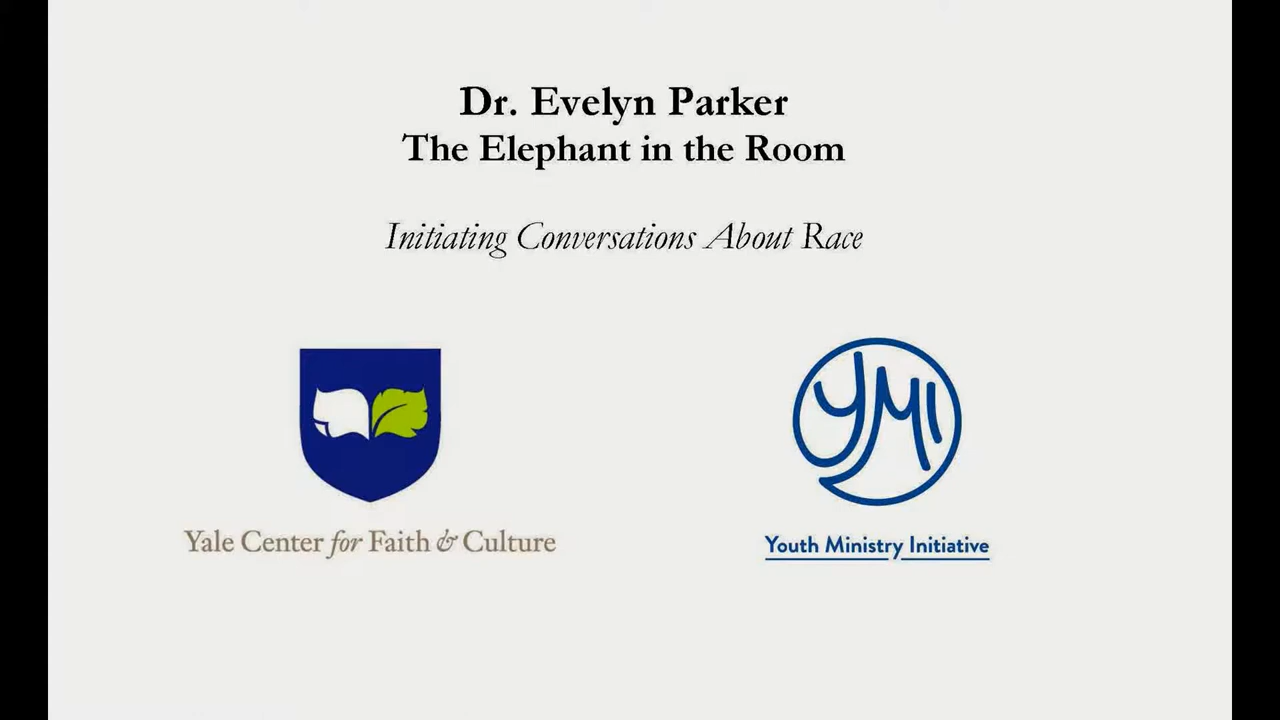 Dr. Evelyn Parker
The Elephant in the Room
Initiating Conversations About Race
YMI
Yale Center for Faith & Culture
Youth Ministry Initiative